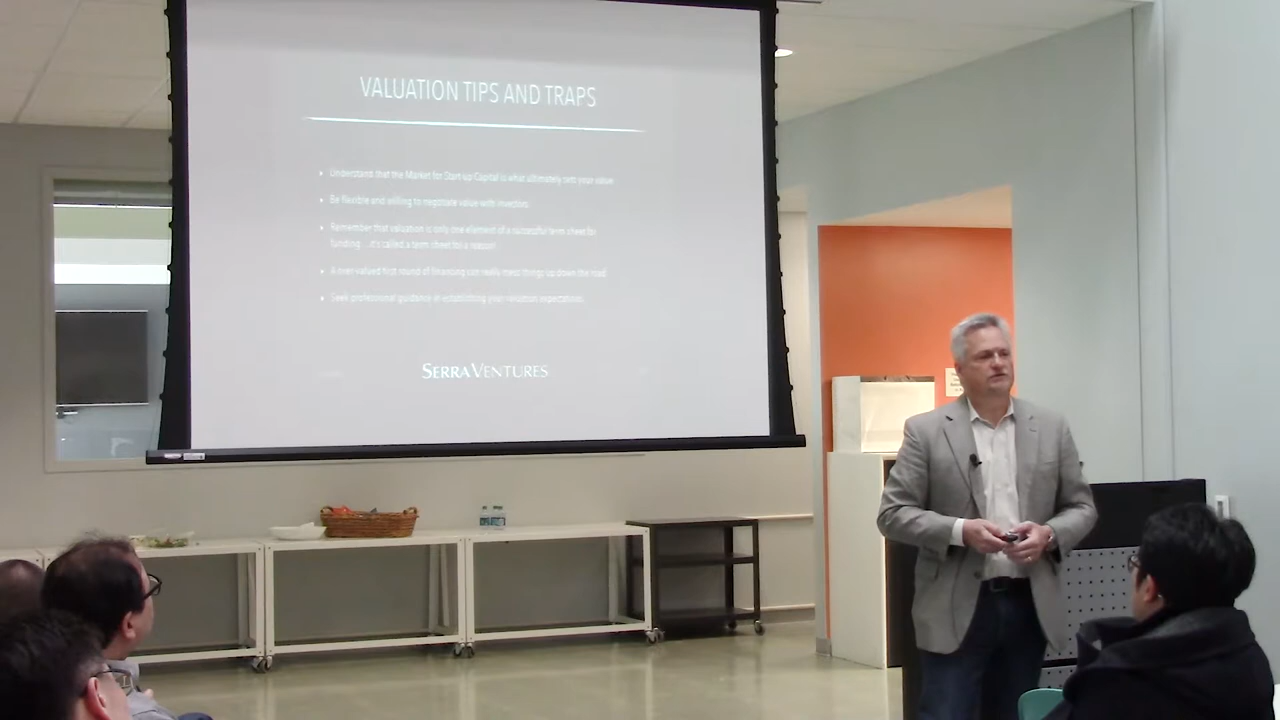 VALUATION TIPS AND TRAPS
Understand that the Market for Start up Capital is what ultimately sets your value.
Be flexible and willing to negotiate value with investors.
Remember that valuation is only one element of a successful term sheet for
funding ...it's called a term sheet for a reason!
A over-valued first round of financing can really mess things up down the road
Seek professional guidance in establishing your valuation expectations.
SERRA VENTURES